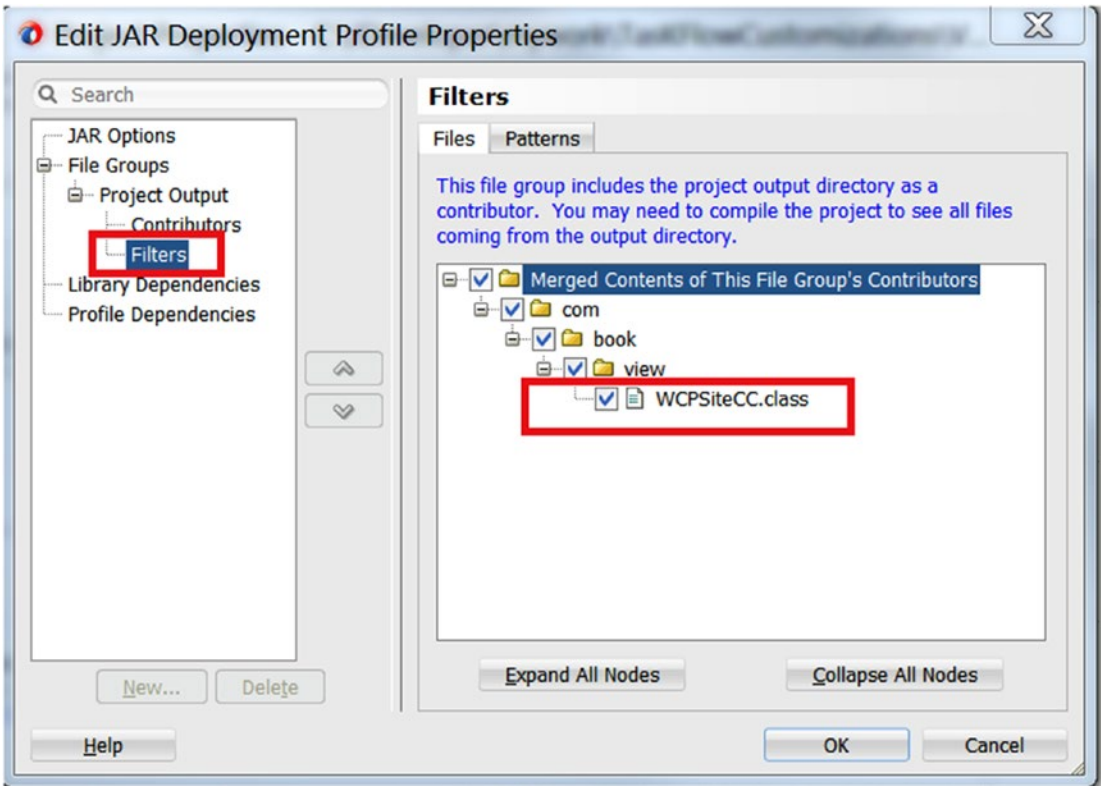 Edit JAR Deployment Profile Properties
Search
JAR Options
File Groups
Project Output
Contributors
Filters
Library Dependencies
Profile Dependencies
New...
Delete
Filters
Files
Patterns
This file group includes the project output directory as a
contributor. You may need to compile the project to see all files
coming from the output directory.
Merged Contents of This File Group's Contributors
com
book
view
WCPSiteCC.class
Expand All Nodes
Collapse All Nodes
Help
OK
Cancel